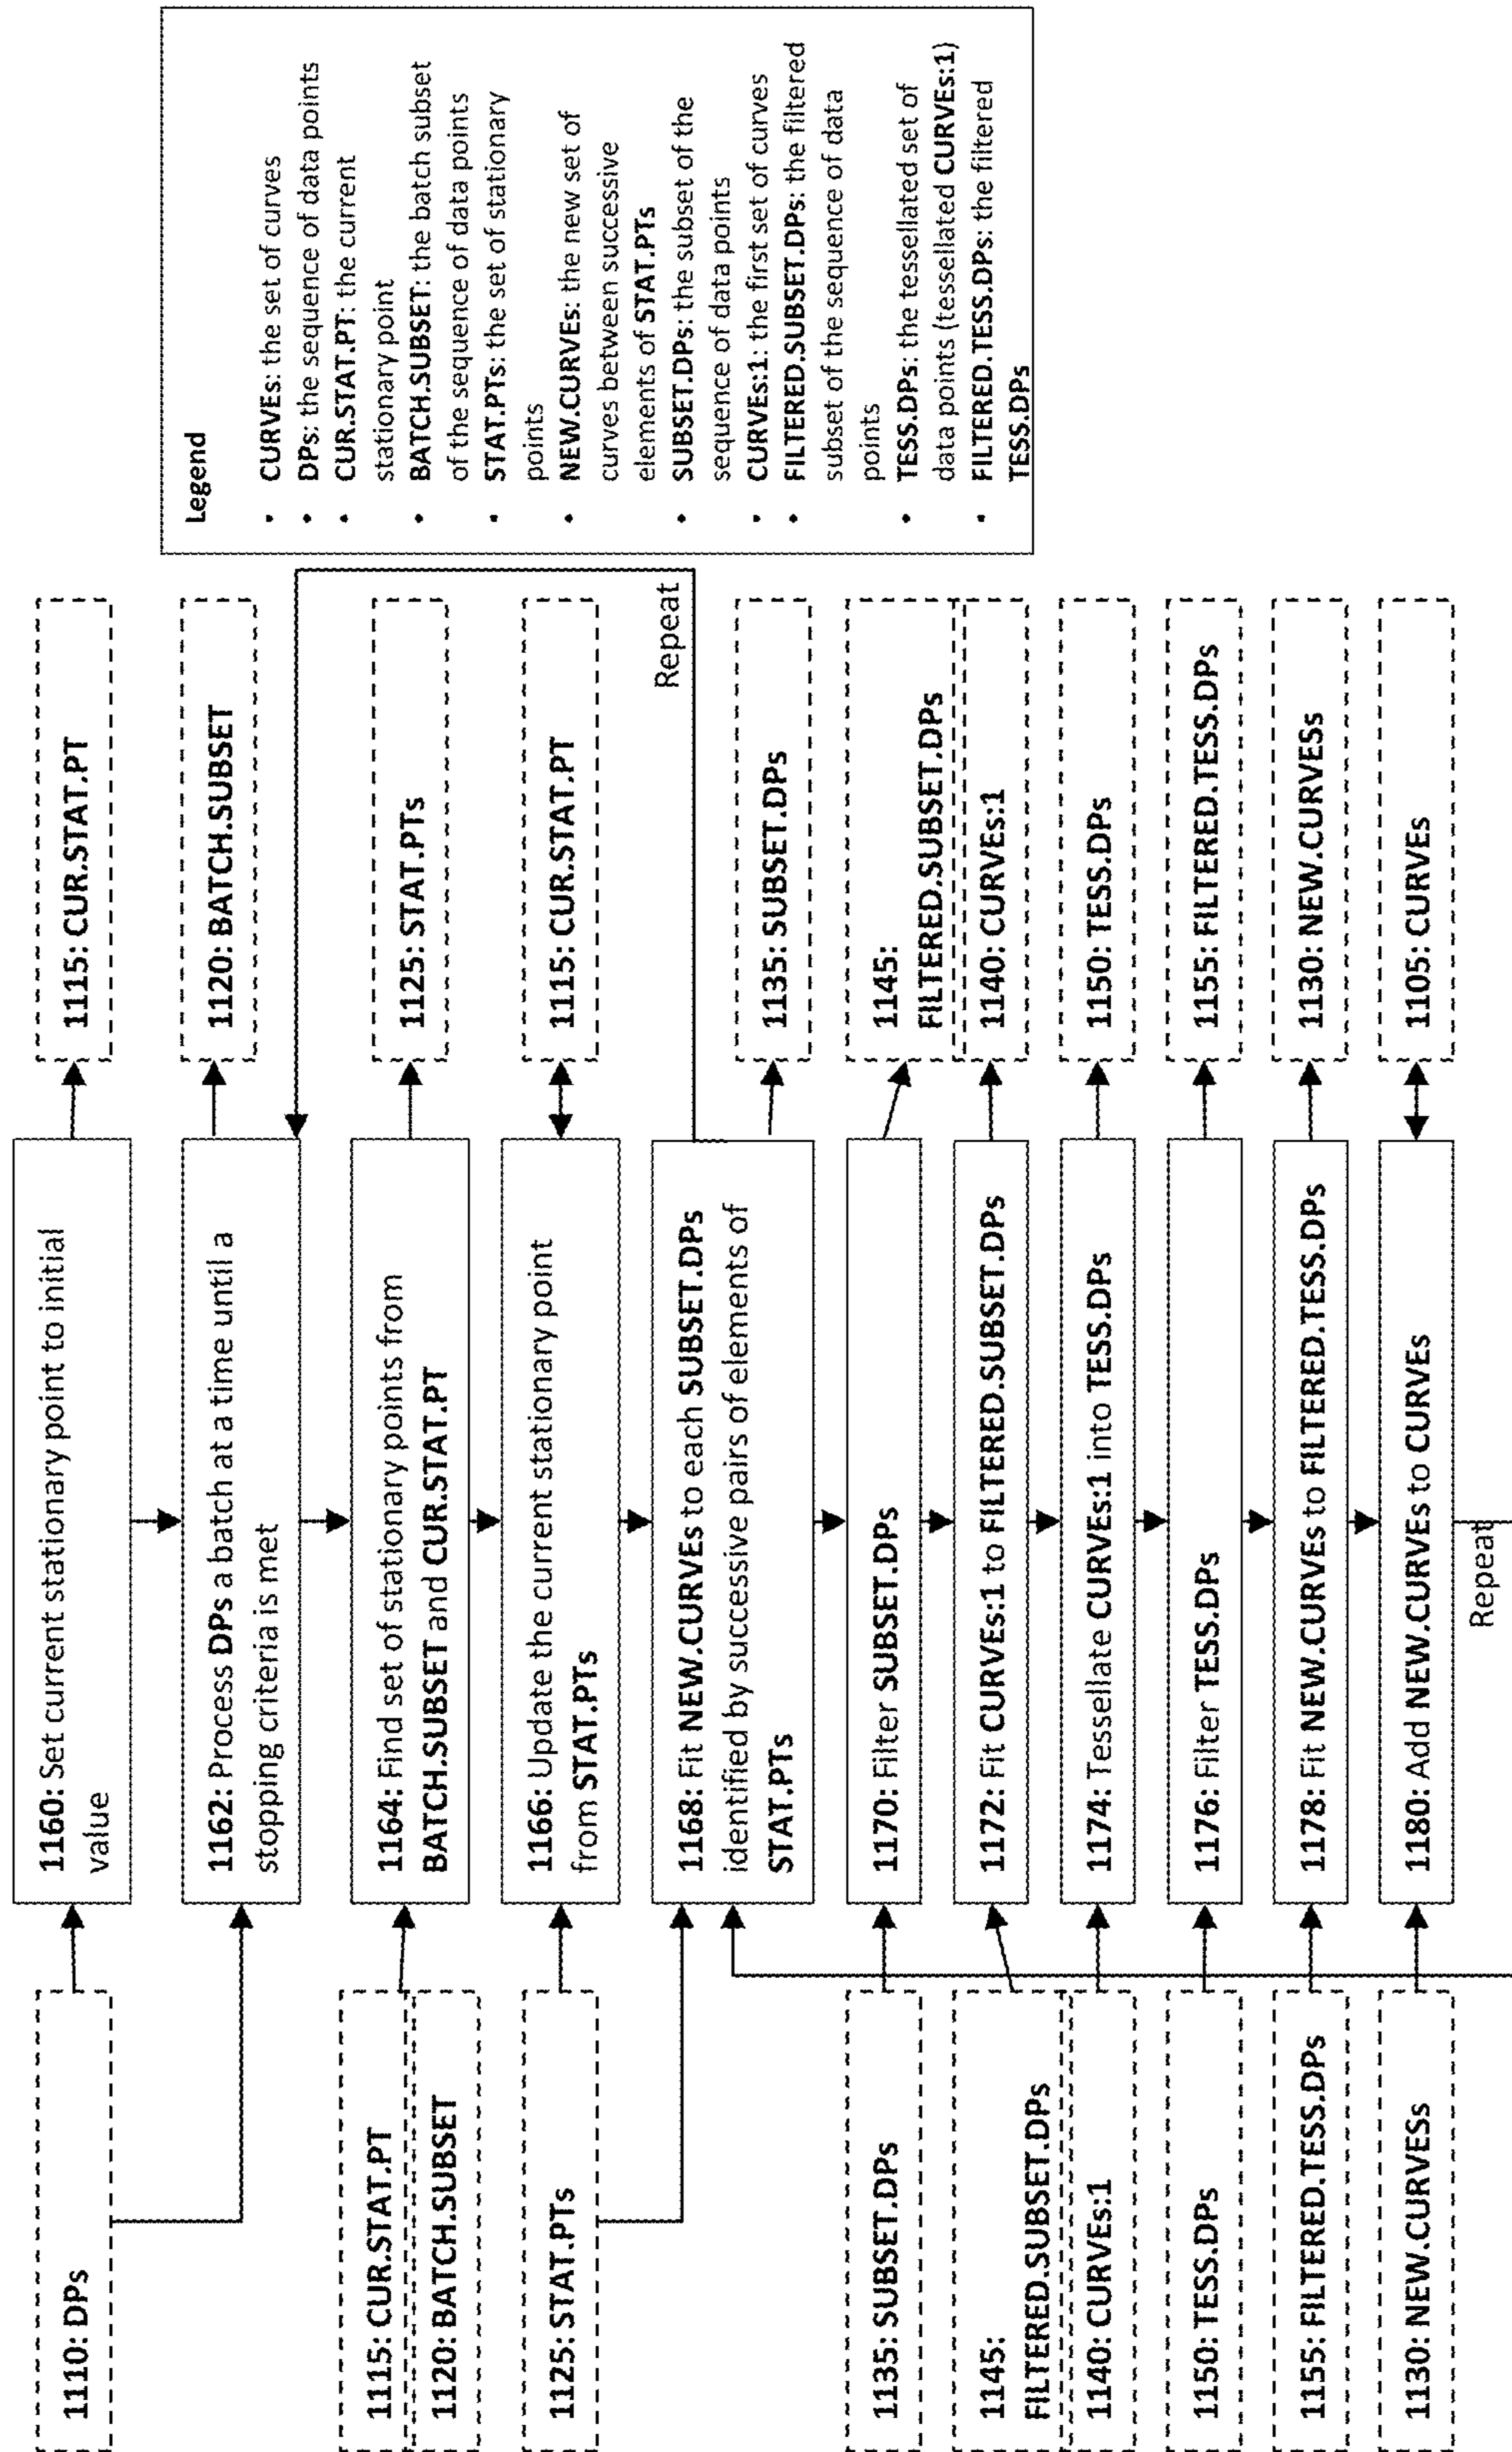 1110: DPs
1115: CUR.STAT.PT
1120: BATCH.SUBSET
1125: STAT.PTs
1135: SUBSET.DPs
1145:
FILTERED.SUBSET.DPs
1140: CURVEs:1
1150: TESS.DPs
1155: FILTERED.TESS.DPs
1130: NEW.CURVESs
1160: Set current stationary point to initial
value
1162: Process DPs a batch at a time until a
stopping criteria is met
1164: Find set of stationary points from
BATCH.SUBSET and CUR.STAT.PT
1166: Update the current stationary point
from STAT.PTs
1168: Fit NEW.CURVEs to each SUBSET.DPs
identified by successive pairs of elements of
STAT.PTs
1170: Filter SUBSET.DPs
1172: Fit CURVEs:1 to FILTERED.SUBSET.DPs
1174: Tessellate CURVEs:1 into TESS.DPs
1176: Filter TESS.DPs
1178: Fit NEW.CURVEs to FILTERED.TESS.DPs
1180: Add NEW.CURVEs to CURVEs
Repeat
1115: CUR.STAT.PT
1120: BATCH.SUBSET
1125: STAT.PTs
1115: CUR.STAT.PT
Repeat
1135: SUBSET.DPs
1145:
FILTERED.SUBSET.DPs
1140: CURVEs:1
1150: TESS.DPs
1155: FILTERED.TESS.DPs
1130: NEW.CURVESs
1105: CURVEs
Legend
• CURVEs: the set of curves
• DPs: the sequence of data points
• CUR.STAT.PT: the current
stationary point
• BATCH.SUBSET: the batch subset
of the sequence of data points
• STAT.PTs: the set of stationary
points
• NEW.CURVEs: the new set of
curves between successive
elements of STAT.PTs
• SUBSET.DPs: the subset of the
sequence of data points
• CURVEs:1: the first set of curves
• FILTERED.SUBSET.DPs: the filtered
subset of the sequence of data
points
• TESS.DPs: the tessellated set of
data points (tessellated CURVEs:1)
• FILTERED.TESS.DPs: the filtered
TESS.DPs